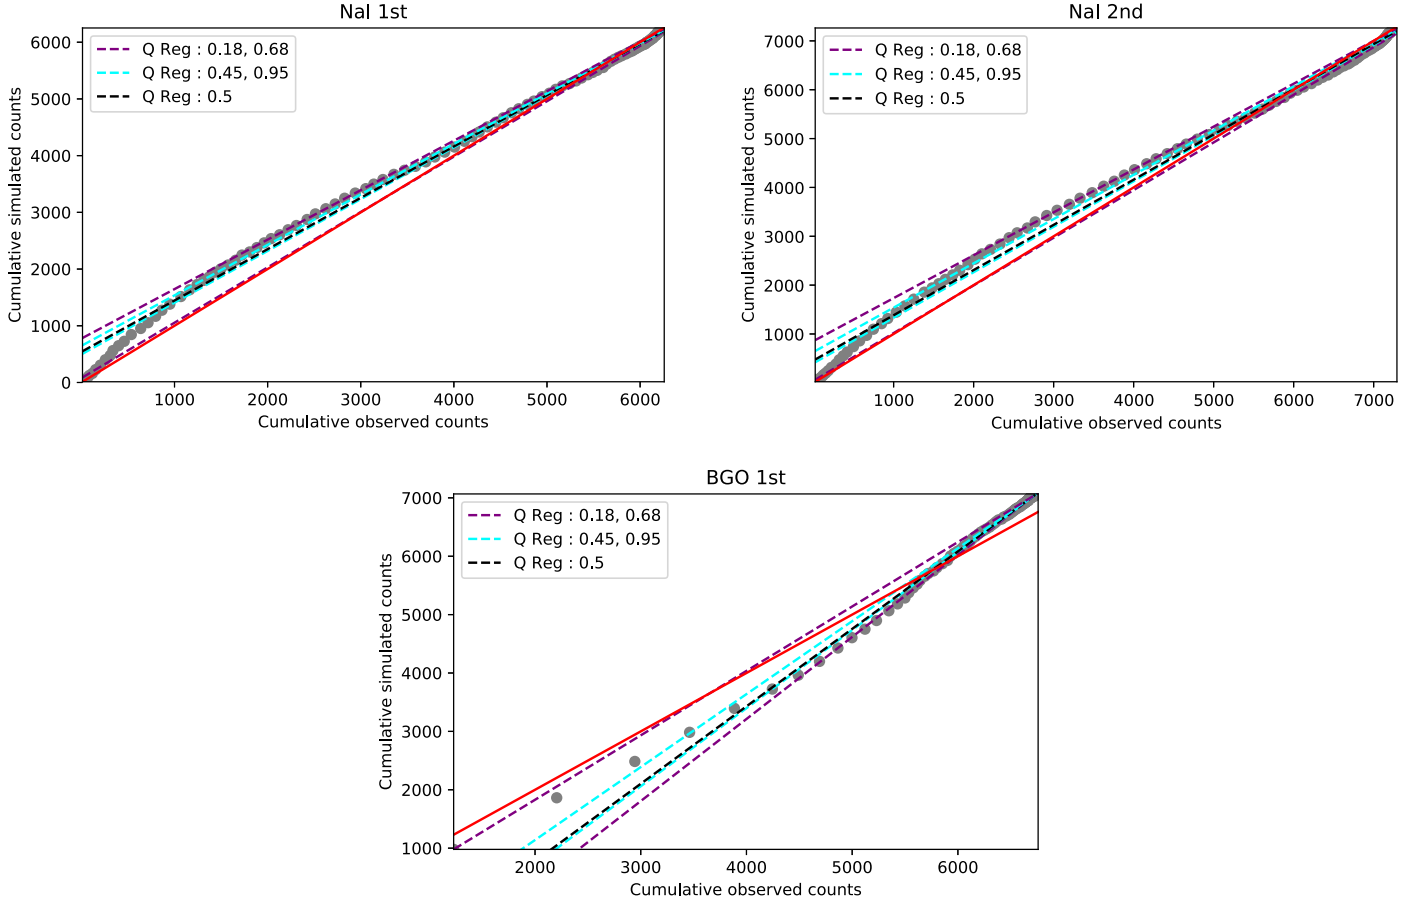 NaI 1st
Q Reg : 0.18, 0.68
Q Reg : 0.45, 0.95
Q Reg : 0.5
6000
5000
4000
3000
2000
1000
0
Cumulative simulated counts
1000 2000 3000 4000 5000 6000
Cumulative observed counts
NaI 2nd
Q Reg : 0.18, 0.68
Q Reg : 0.45, 0.95
Q Reg : 0.5
7000
6000
5000
4000
3000
2000
1000
Cumulative simulated counts
1000 2000 3000 4000 5000 6000 7000
Cumulative observed counts
BGO 1st
Q Reg : 0.18, 0.68
Q Reg : 0.45, 0.95
Q Reg : 0.5
7000
6000
5000
4000
3000
2000
1000
Cumulative simulated counts
2000 3000 4000 5000 6000
Cumulative observed counts